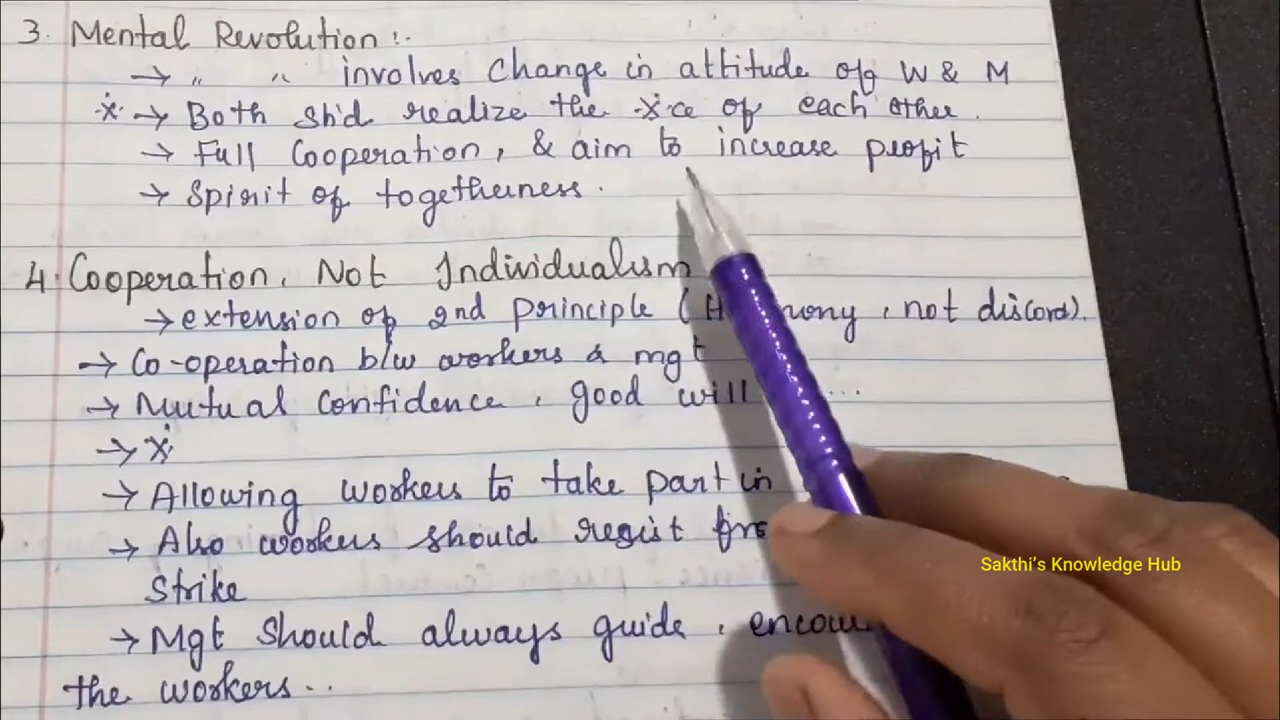 3. Mental Revolution :.
→ " " involves change in attitude of W & M
→ Both sh'd realize the ·x·ce of each other.
→ Full Cooperation, & aim to increase profit
→ Spirit of togetherness.
4. Cooperation, Not Individualism
→ extension of 2nd principle (H mony, not discord).
→ Co-operation b/w workers & mgt
→ Mutual confidence, good will ...
→ X
→ Allowing workers to take part in
→ Also workers should
Strike
→ Mgt should always guide,
the workers..
Sakthi's Knowledge Hub